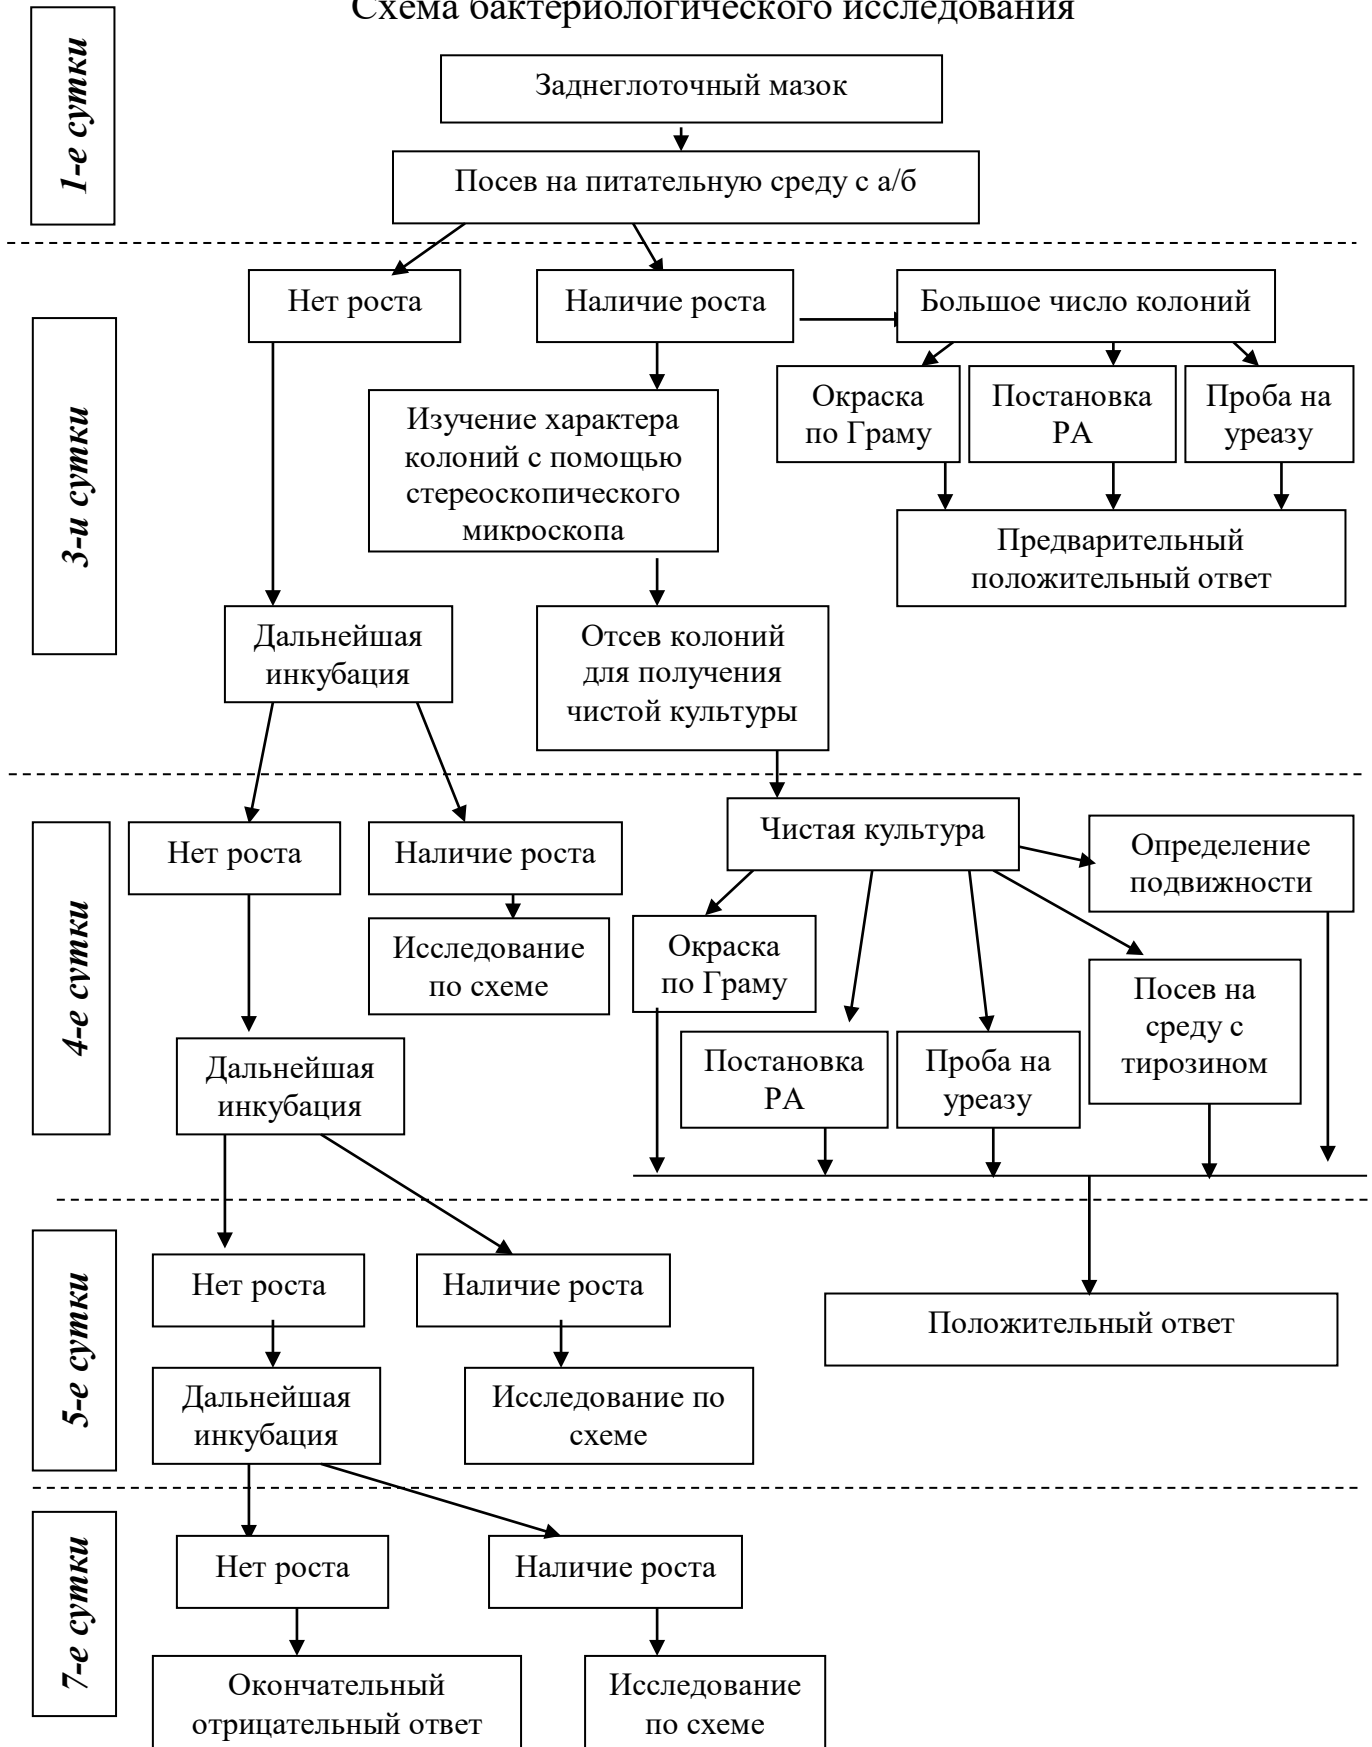 Схема бактериологического исследования
1-е сутки
Заднеглоточный мазок
Посев на питательную среду с а/б
3-и сутки
Нет роста
Наличие роста
Большое число колоний
Окраска
по Граму
Постановка
РА
Проба на
уреазу
Изучение характера
колоний с помощью
стереоскопического
микроскопа
Предварительный
положительный ответ
Дальнейшая
инкубация
Отсев колоний
для получения
чистой культуры
4-е сутки
Нет роста
Наличие роста
Чистая культура
Определение
подвижности
Исследование
по схеме
Окраска
по Граму
Посев на
среду с
тирозином
Постановка
РА
Проба на
уреазу
Дальнейшая
инкубация
5-е сутки
Нет роста
Наличие роста
Положительный ответ
Дальнейшая
инкубация
Исследование по
схеме
7-е сутки
Нет роста
Наличие роста
Окончательный
отрицательный ответ
Исследование
по схеме